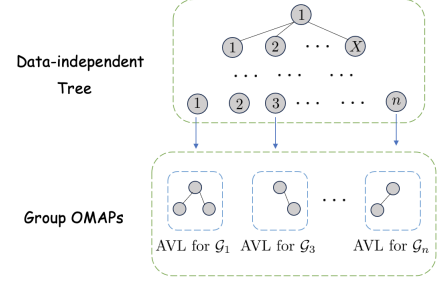 1
1 2 · · · X
Data-independent
Tree
· · · · · ·
1 2 3 · · · · · · n
Group OMAPs
· · ·
AVL for 𝒢₁ AVL for 𝒢₃ AVL for 𝒢ₙ